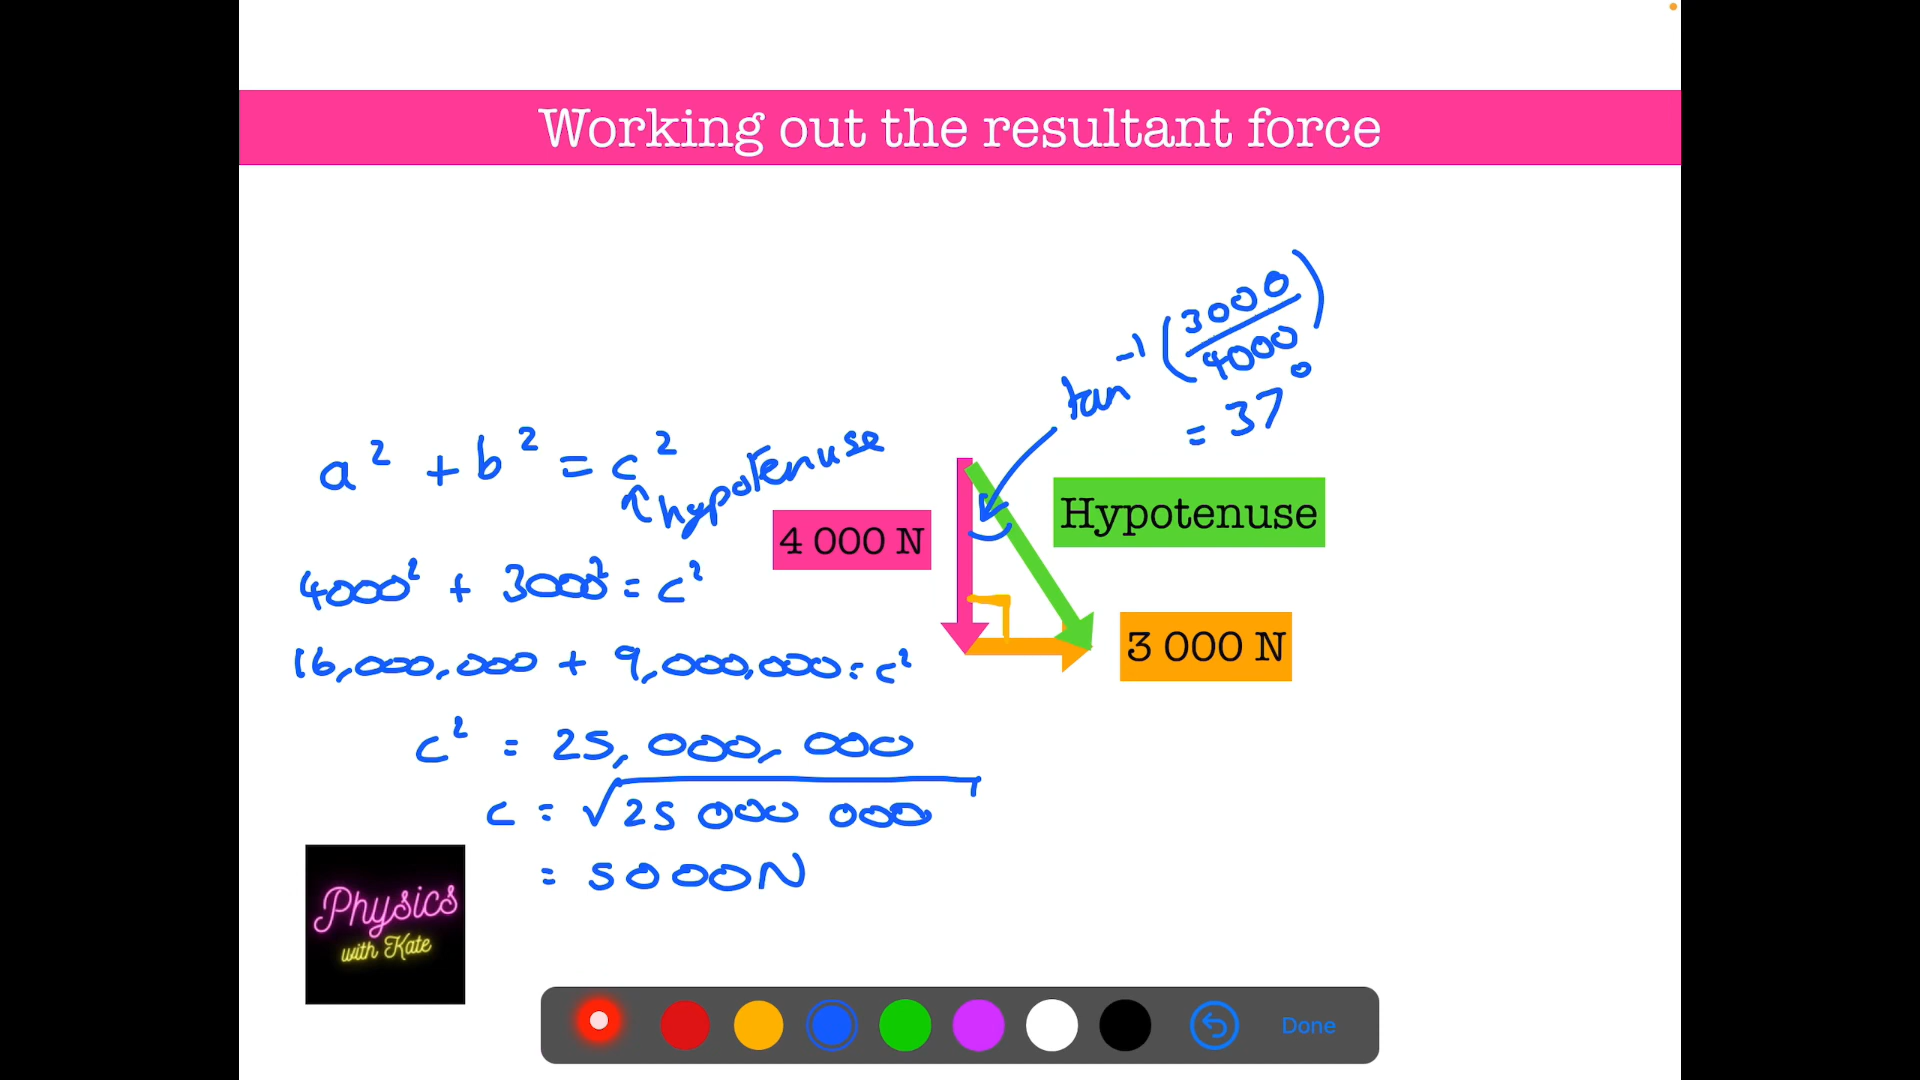 Working out the resultant force
a² + b² = c²
↑ hypotenuse
4000² + 3000² = c²
16,000,000 + 9,000,000 = c²
c² = 25,000,000
c = √25 000 000
= 5000N
tan⁻¹ (3000/4000)
= 37°
4 000 N
Hypotenuse
3 000 N
Physics
with Kate
Done